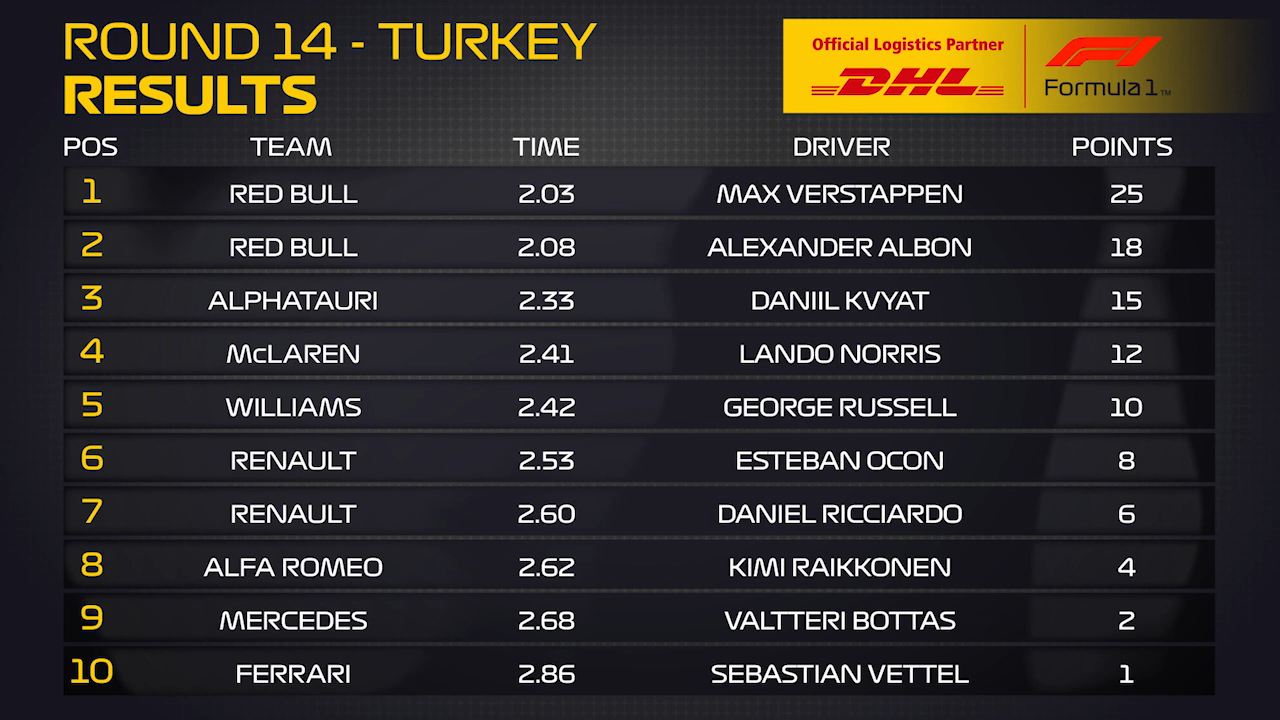 ROUND 14 - TURKEY
RESULTS
Official Logistics Partner
DHL
F1
Formula 1™
POS TEAM TIME DRIVER POINTS
1 RED BULL 2.03 MAX VERSTAPPEN 25
2 RED BULL 2.08 ALEXANDER ALBON 18
3 ALPHATAURI 2.33 DANIIL KVYAT 15
4 McLAREN 2.41 LANDO NORRIS 12
5 WILLIAMS 2.42 GEORGE RUSSELL 10
6 RENAULT 2.53 ESTEBAN OCON 8
7 RENAULT 2.60 DANIEL RICCIARDO 6
8 ALFA ROMEO 2.62 KIMI RAIKKONEN 4
9 MERCEDES 2.68 VALTTERI BOTTAS 2
10 FERRARI 2.86 SEBASTIAN VETTEL 1